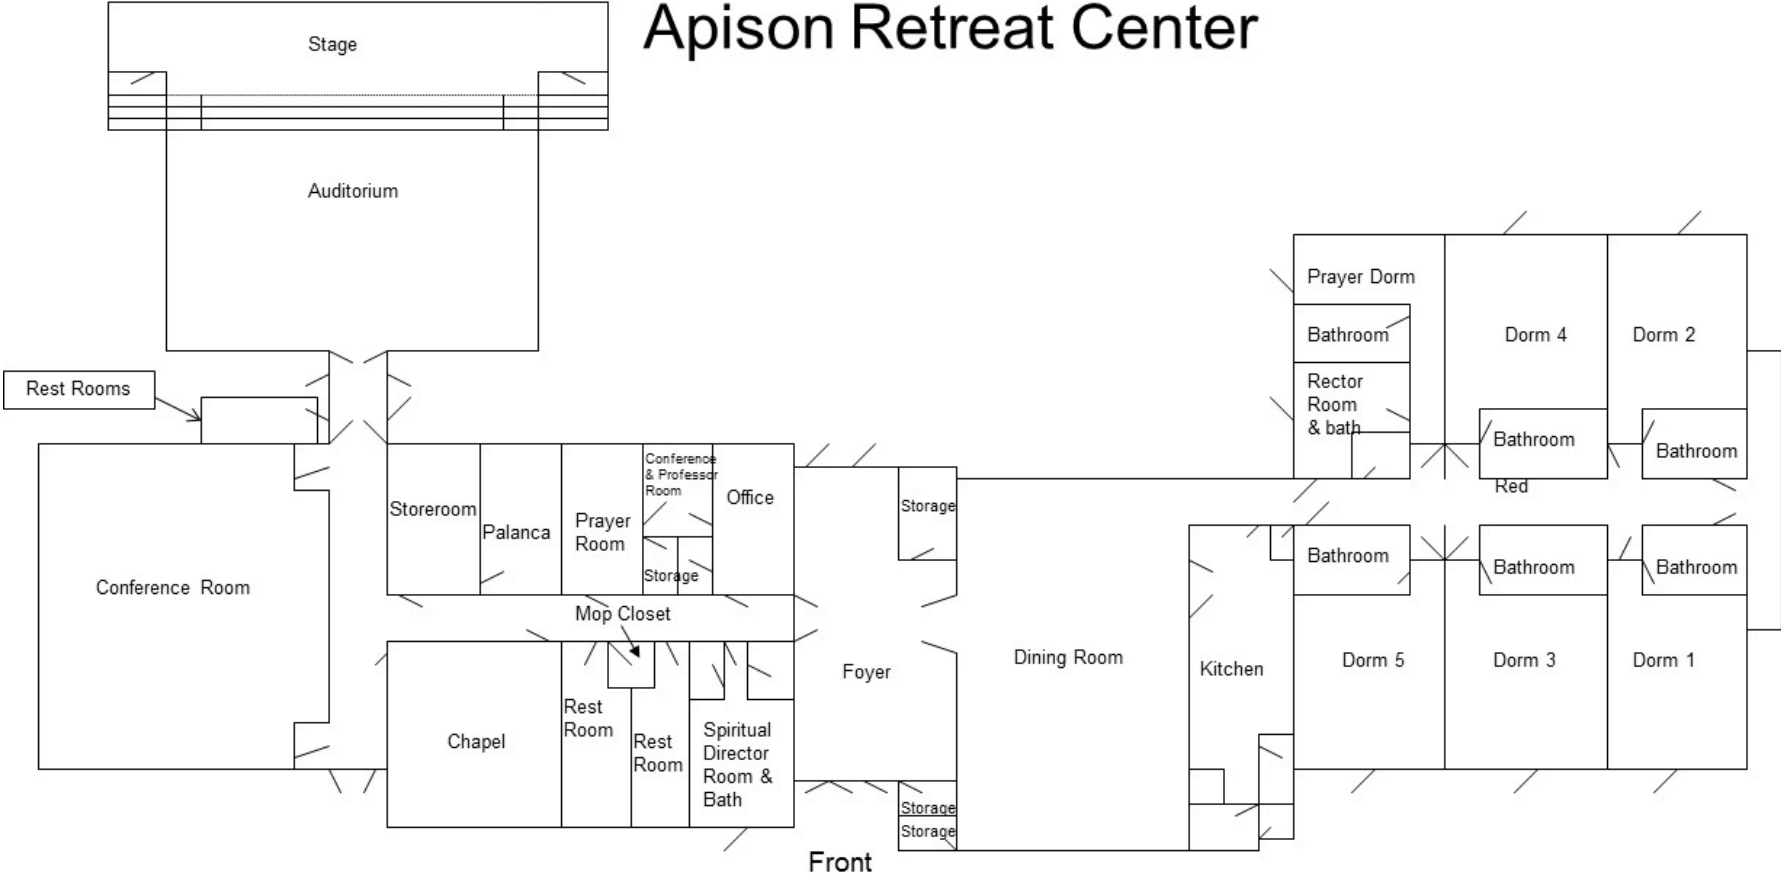 Apison Retreat Center
Stage
Auditorium
Rest Rooms
Prayer Dorm
Bathroom
Rector
Room
& bath
Dorm 4
Dorm 2
Bathroom
Bathroom
Red
Conference Room
Storeroom
Palanca
Prayer
Room
Conference
& Professor
Room
Storage
Office
Mop Closet
Chapel
Rest
Room
Rest
Room
Spiritual
Director
Room &
Bath
Storage
Foyer
Storage
Storage
Dining Room
Kitchen
Bathroom
Bathroom
Bathroom
Dorm 5
Dorm 3
Dorm 1
Front